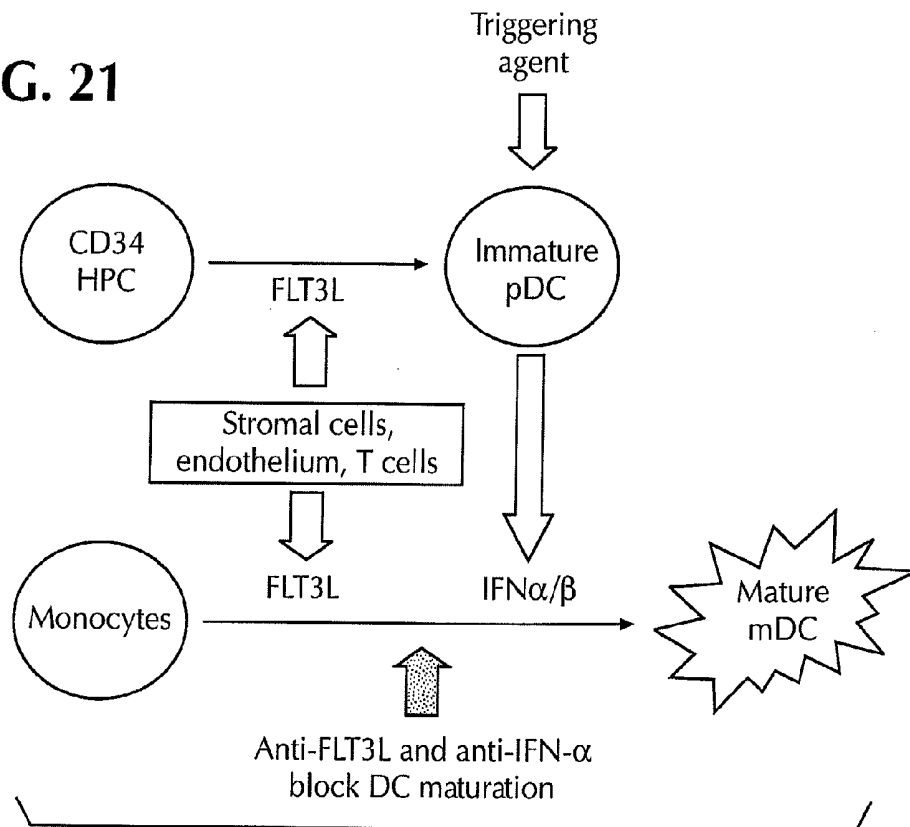 G. 21
Triggering
agent
CD34
HPC
FLT3L
Immature
pDC
Stromal cells,
endothelium, T cells
Monocytes
FLT3L
IFNα/β
Mature
mDC
Anti-FLT3L and anti-IFN-α
block DC maturation